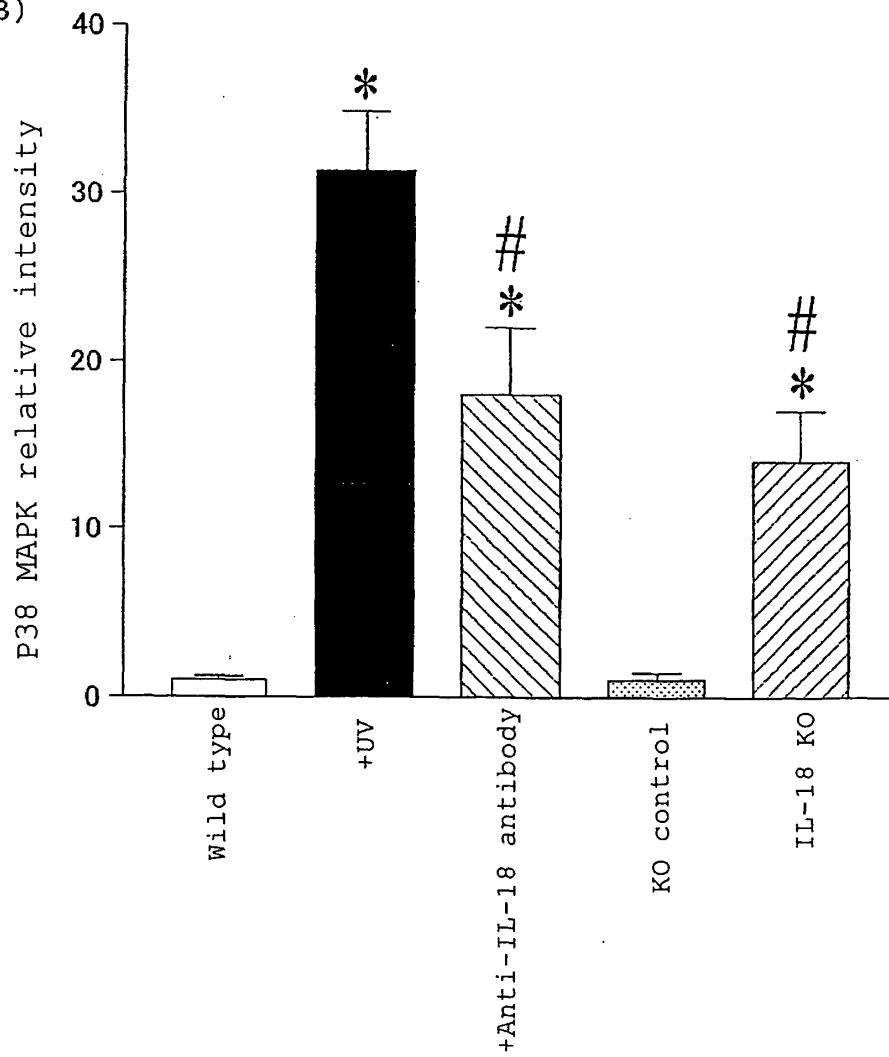 3)
P38 MAPK relative intensity
40
30
20
10
0
*
#
*
#
*
Wild type
+UV
+Anti-IL-18 antibody
KO control
IL-18 KO